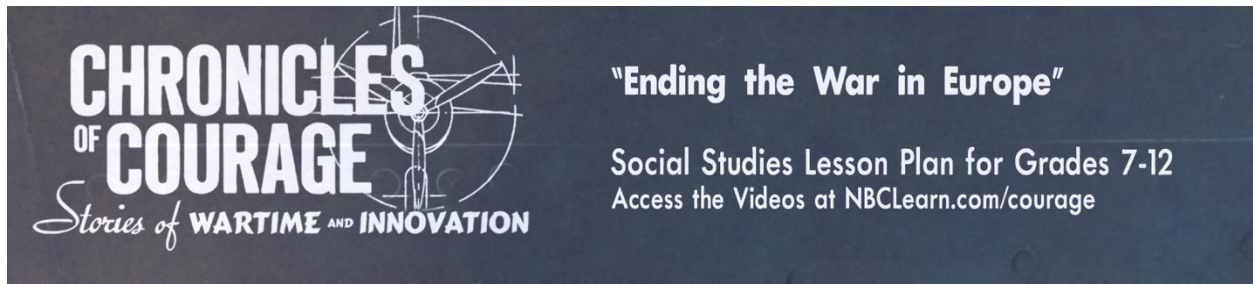 CHRONICLES
OF COURAGE
Stories of WARTIME AND INNOVATION
"Ending the War in Europe"
Social Studies Lesson Plan for Grades 7-12
Access the Videos at NBCLearn.com/courage